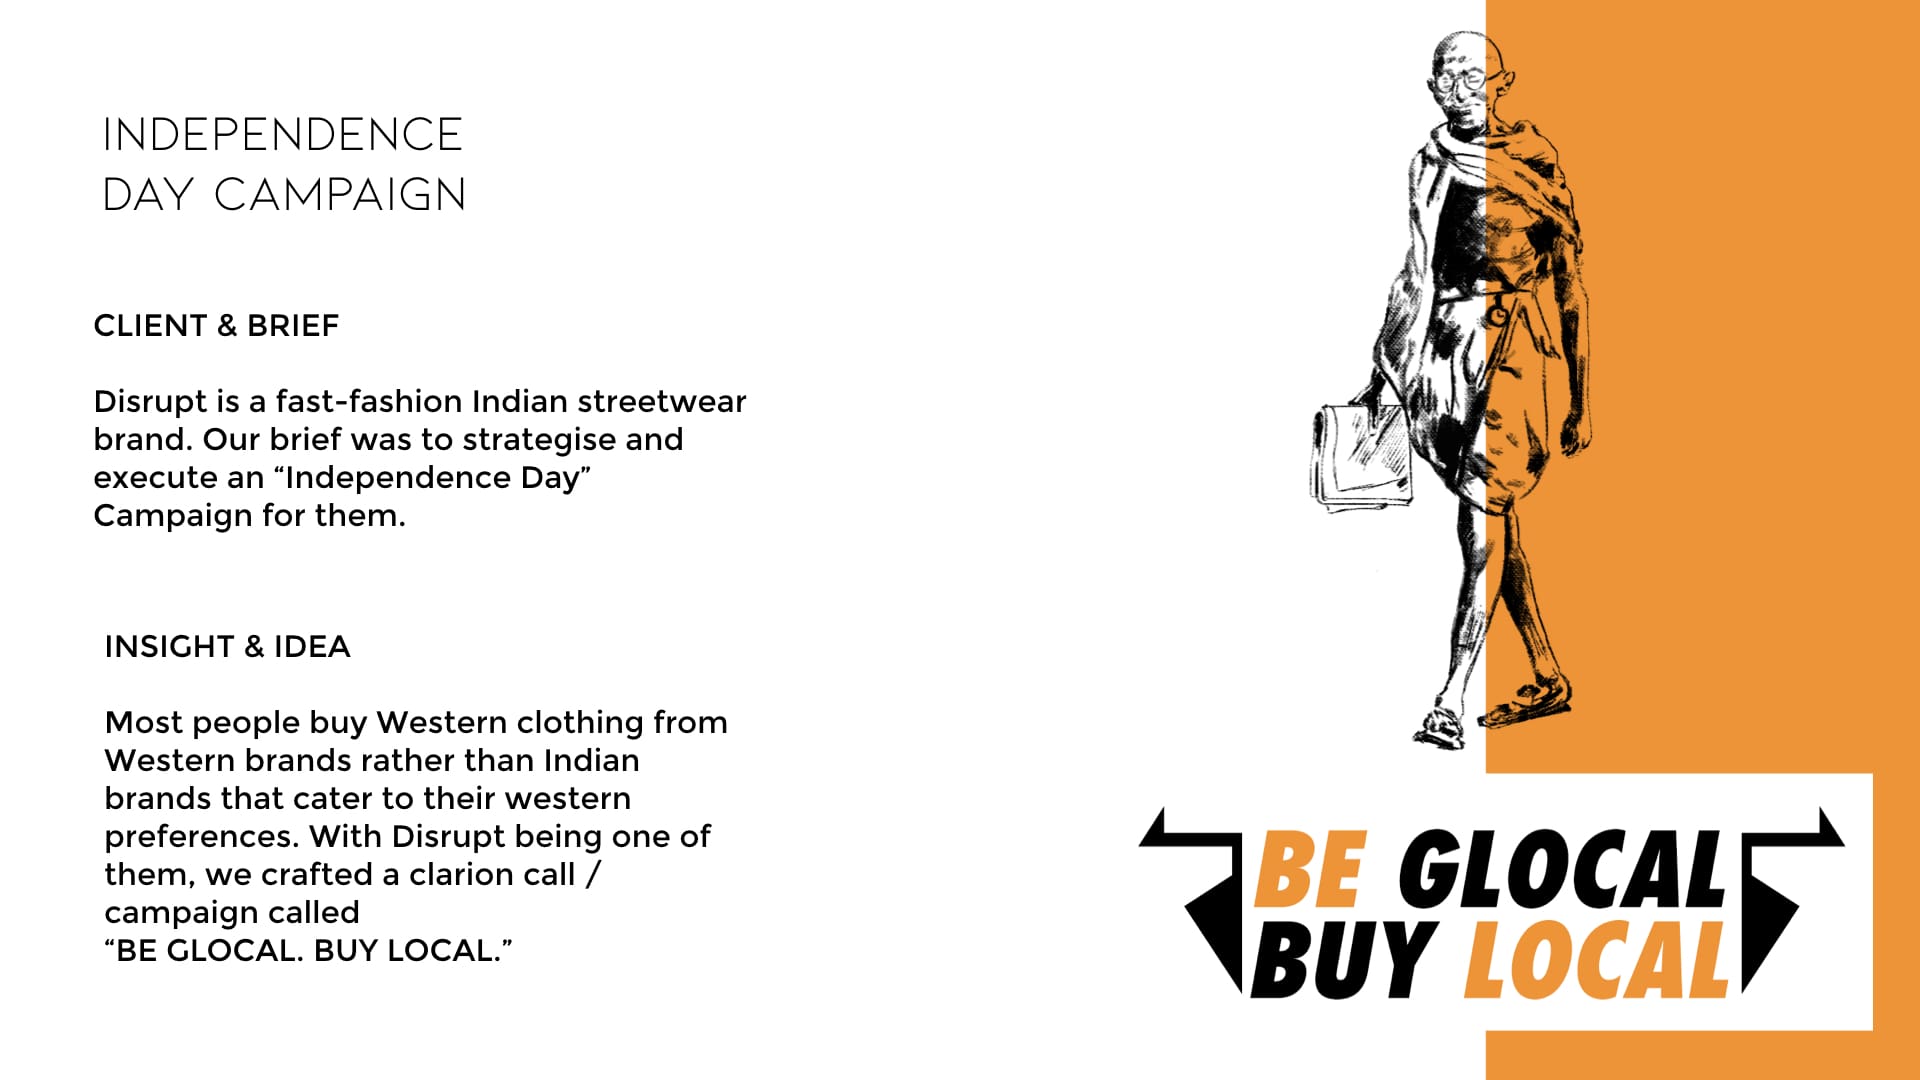 INDEPENDENCE
DAY CAMPAIGN
CLIENT & BRIEF
Disrupt is a fast-fashion Indian streetwear
brand. Our brief was to strategise and
execute an “Independence Day”
Campaign for them.
INSIGHT & IDEA
Most people buy Western clothing from
Western brands rather than Indian
brands that cater to their western
preferences. With Disrupt being one of
them, we crafted a clarion call /
campaign called
“BE GLOCAL. BUY LOCAL.”
BE GLOCAL
BUY LOCAL